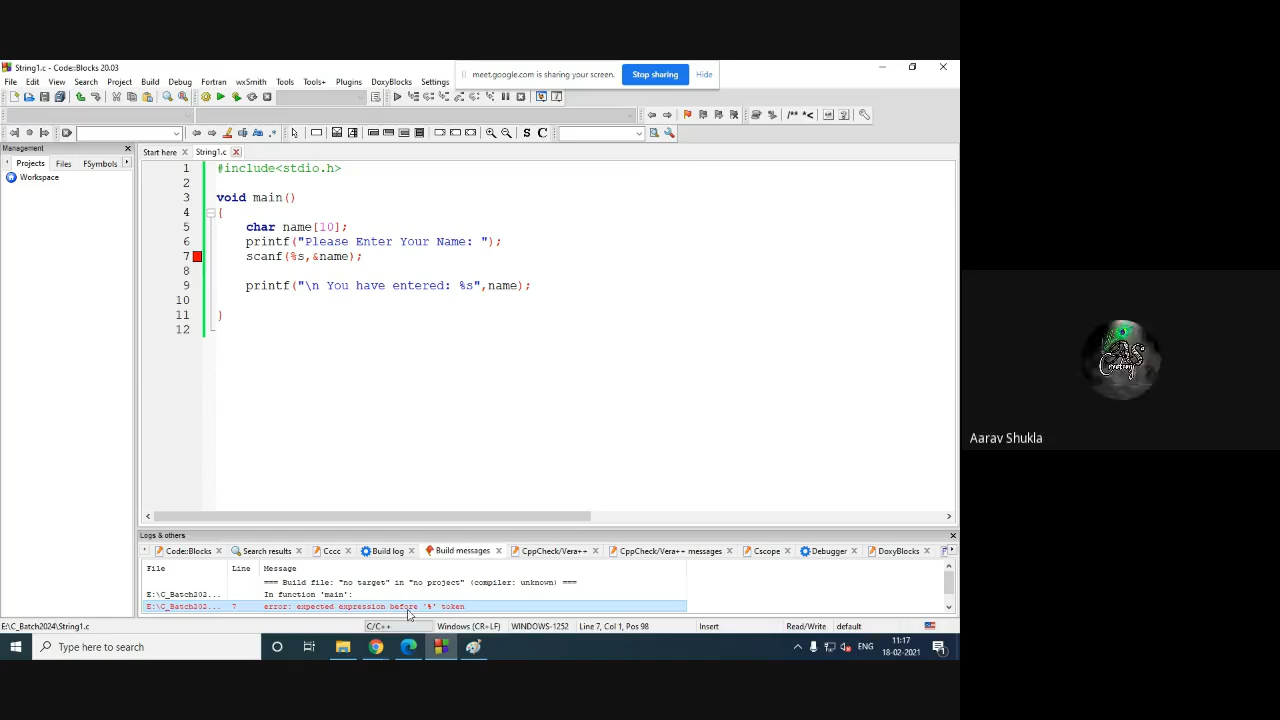 String1.c - Code::Blocks 20.03
meet.google.com is sharing your screen. Stop sharing Hide
File Edit View Search Project Build Debug Fortran wxSmith Tools Tools+ Plugins DoxyBlocks Settings
Management
Projects Files FSymbols
Workspace
Start here String1.c
1 #include<stdio.h>
2
3 void main()
4 {
5 char name[10];
6 printf("Please Enter Your Name: ");
7 scanf(%s,&name);
8
9 printf("\n You have entered: %s",name);
10
11 }
12
Aarav Shukla
Logs & others
Code::Blocks Search results Cccc Build log Build messages CppCheck/Vera++ CppCheck/Vera++ messages Cscope Debugger DoxyBlocks
File Line Message
=== Build file: "no target" in "no project" (compiler: unknown) ===
E:\C_Batch202... In function 'main':
E:\C_Batch202... 7 error: expected expression before '%' token
E:\C_Batch2024\String1.c C/C++ Windows (CR+LF) WINDOWS-1252 Line 7, Col 1, Pos 98 Insert Read/Write default
Type here to search
ENG
11:17
18-02-2021